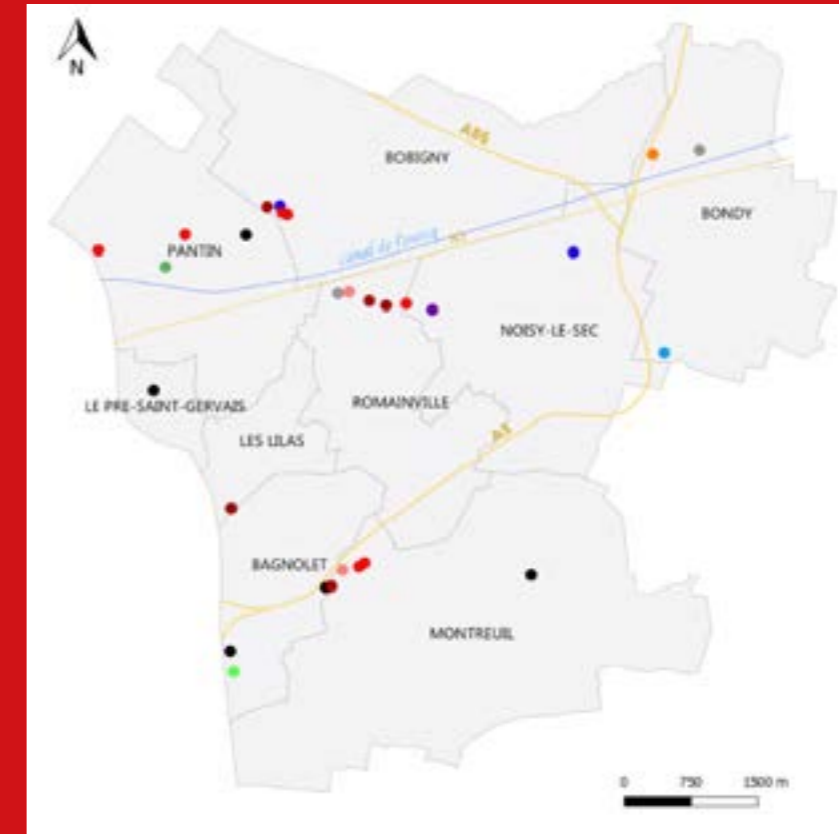 N
A86
BOBIGNY
BONDY
PANTIN
canal de l'ourcq
NOISY-LE-SEC
LE PRE-SAINT-GERVAIS
ROMAINVILLE
LES LILAS
A3
BAGNOLET
MONTREUIL
0 750 1500 m